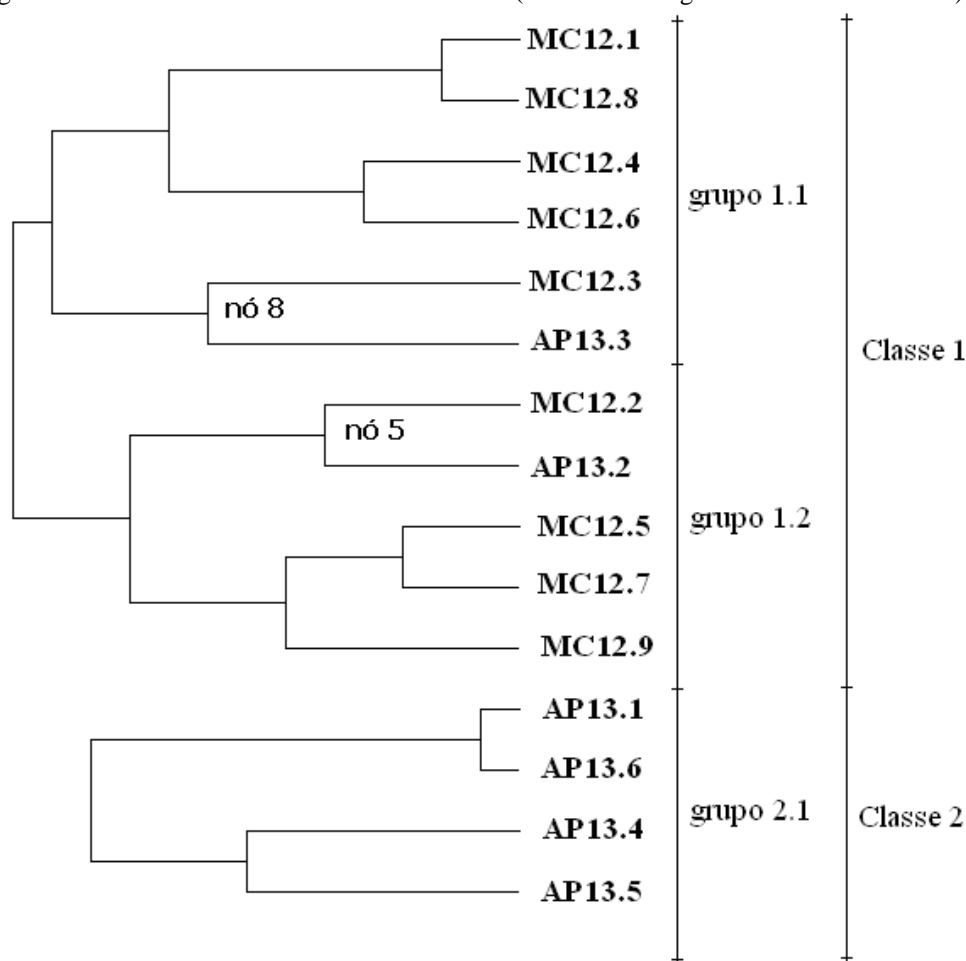 MC12.1
MC12.8
MC12.4
grupo 1.1
MC12.6
MC12.3
nó 8
AP13.3
Classe 1
MC12.2
nó 5
AP13.2
grupo 1.2
MC12.5
MC12.7
MC12.9
AP13.1
AP13.6
grupo 2.1
Classe 2
AP13.4
AP13.5